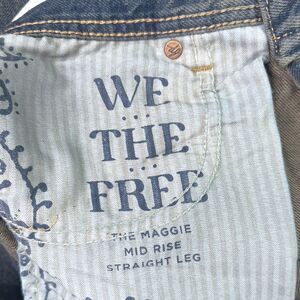 WE
THE
FREE
THE MAGGIE
MID RISE
STRAIGHT LEG